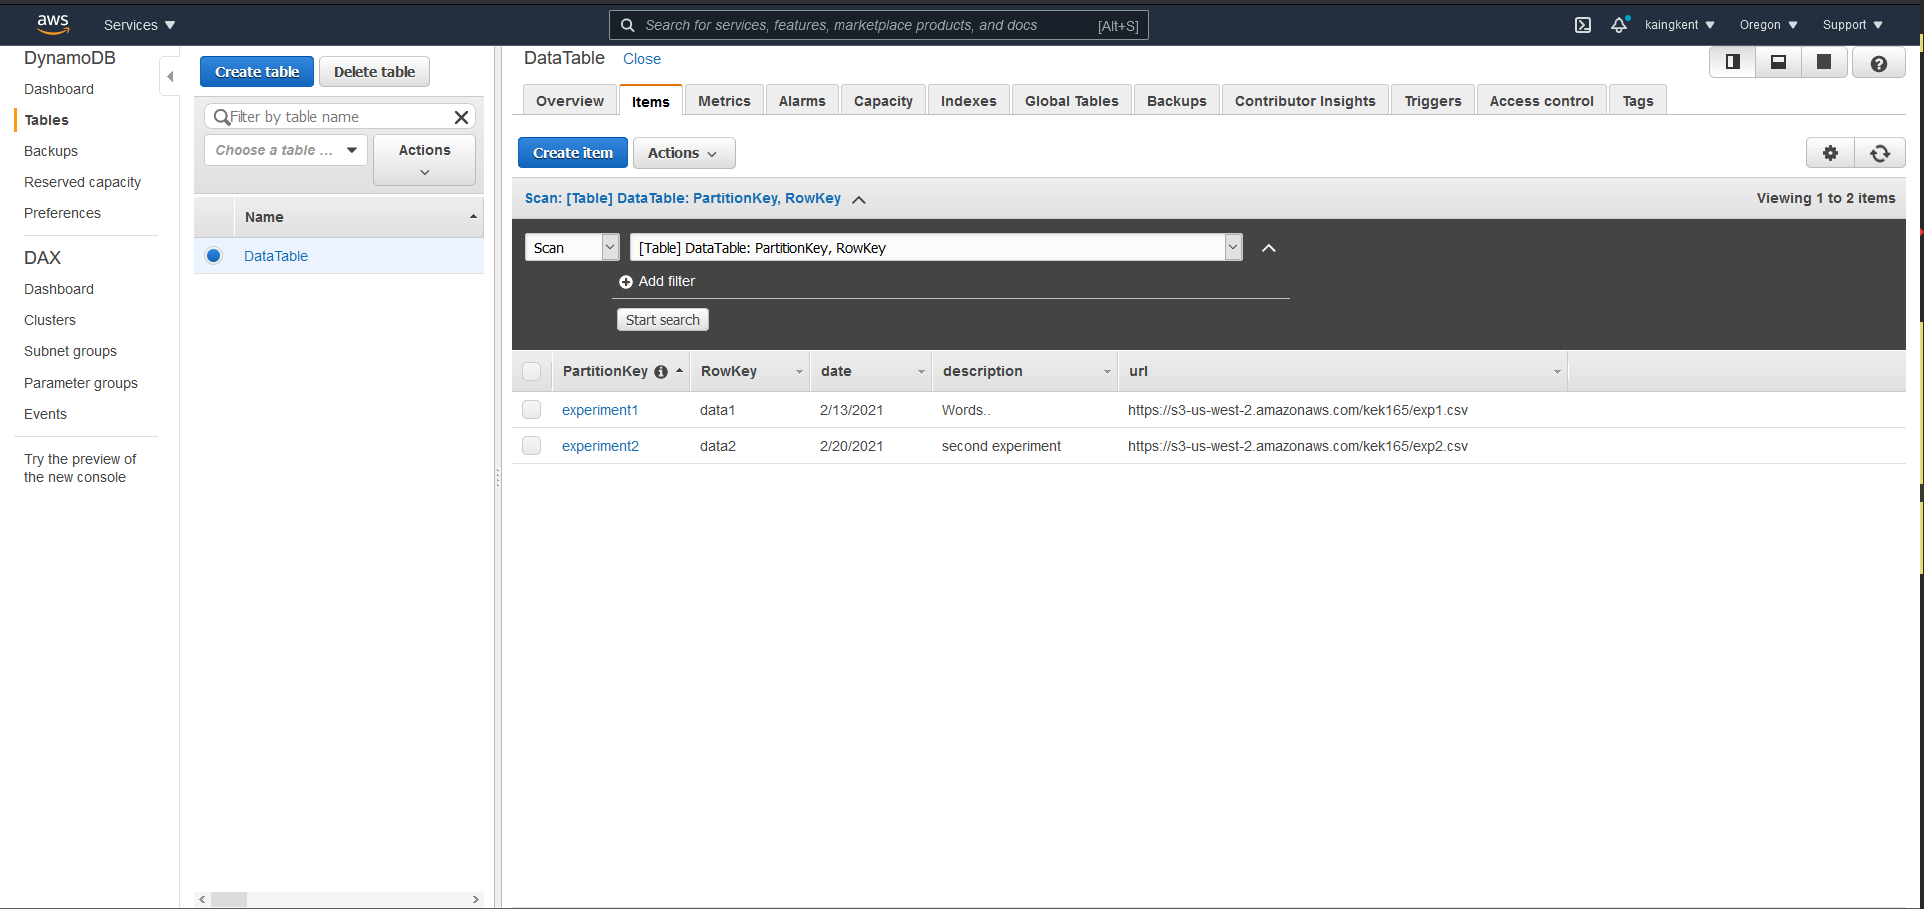 aws Services Search for services, features, marketplace products, and docs [Alt+S] kaingkent Oregon Support
DynamoDB
Dashboard
Tables
Backups
Reserved capacity
Preferences
DAX
Dashboard
Clusters
Subnet groups
Parameter groups
Events
Try the preview of
the new console
Create table Delete table
Filter by table name
Choose a table ... Actions
Name
DataTable
DataTable Close
Overview Items Metrics Alarms Capacity Indexes Global Tables Backups Contributor Insights Triggers Access control Tags
Create item Actions
Scan: [Table] DataTable: PartitionKey, RowKey Viewing 1 to 2 items
Scan [Table] DataTable: PartitionKey, RowKey
Add filter
Start search
PartitionKey RowKey date description url
experiment1 data1 2/13/2021 Words.. https://s3-us-west-2.amazonaws.com/kek165/exp1.csv
experiment2 data2 2/20/2021 second experiment https://s3-us-west-2.amazonaws.com/kek165/exp2.csv